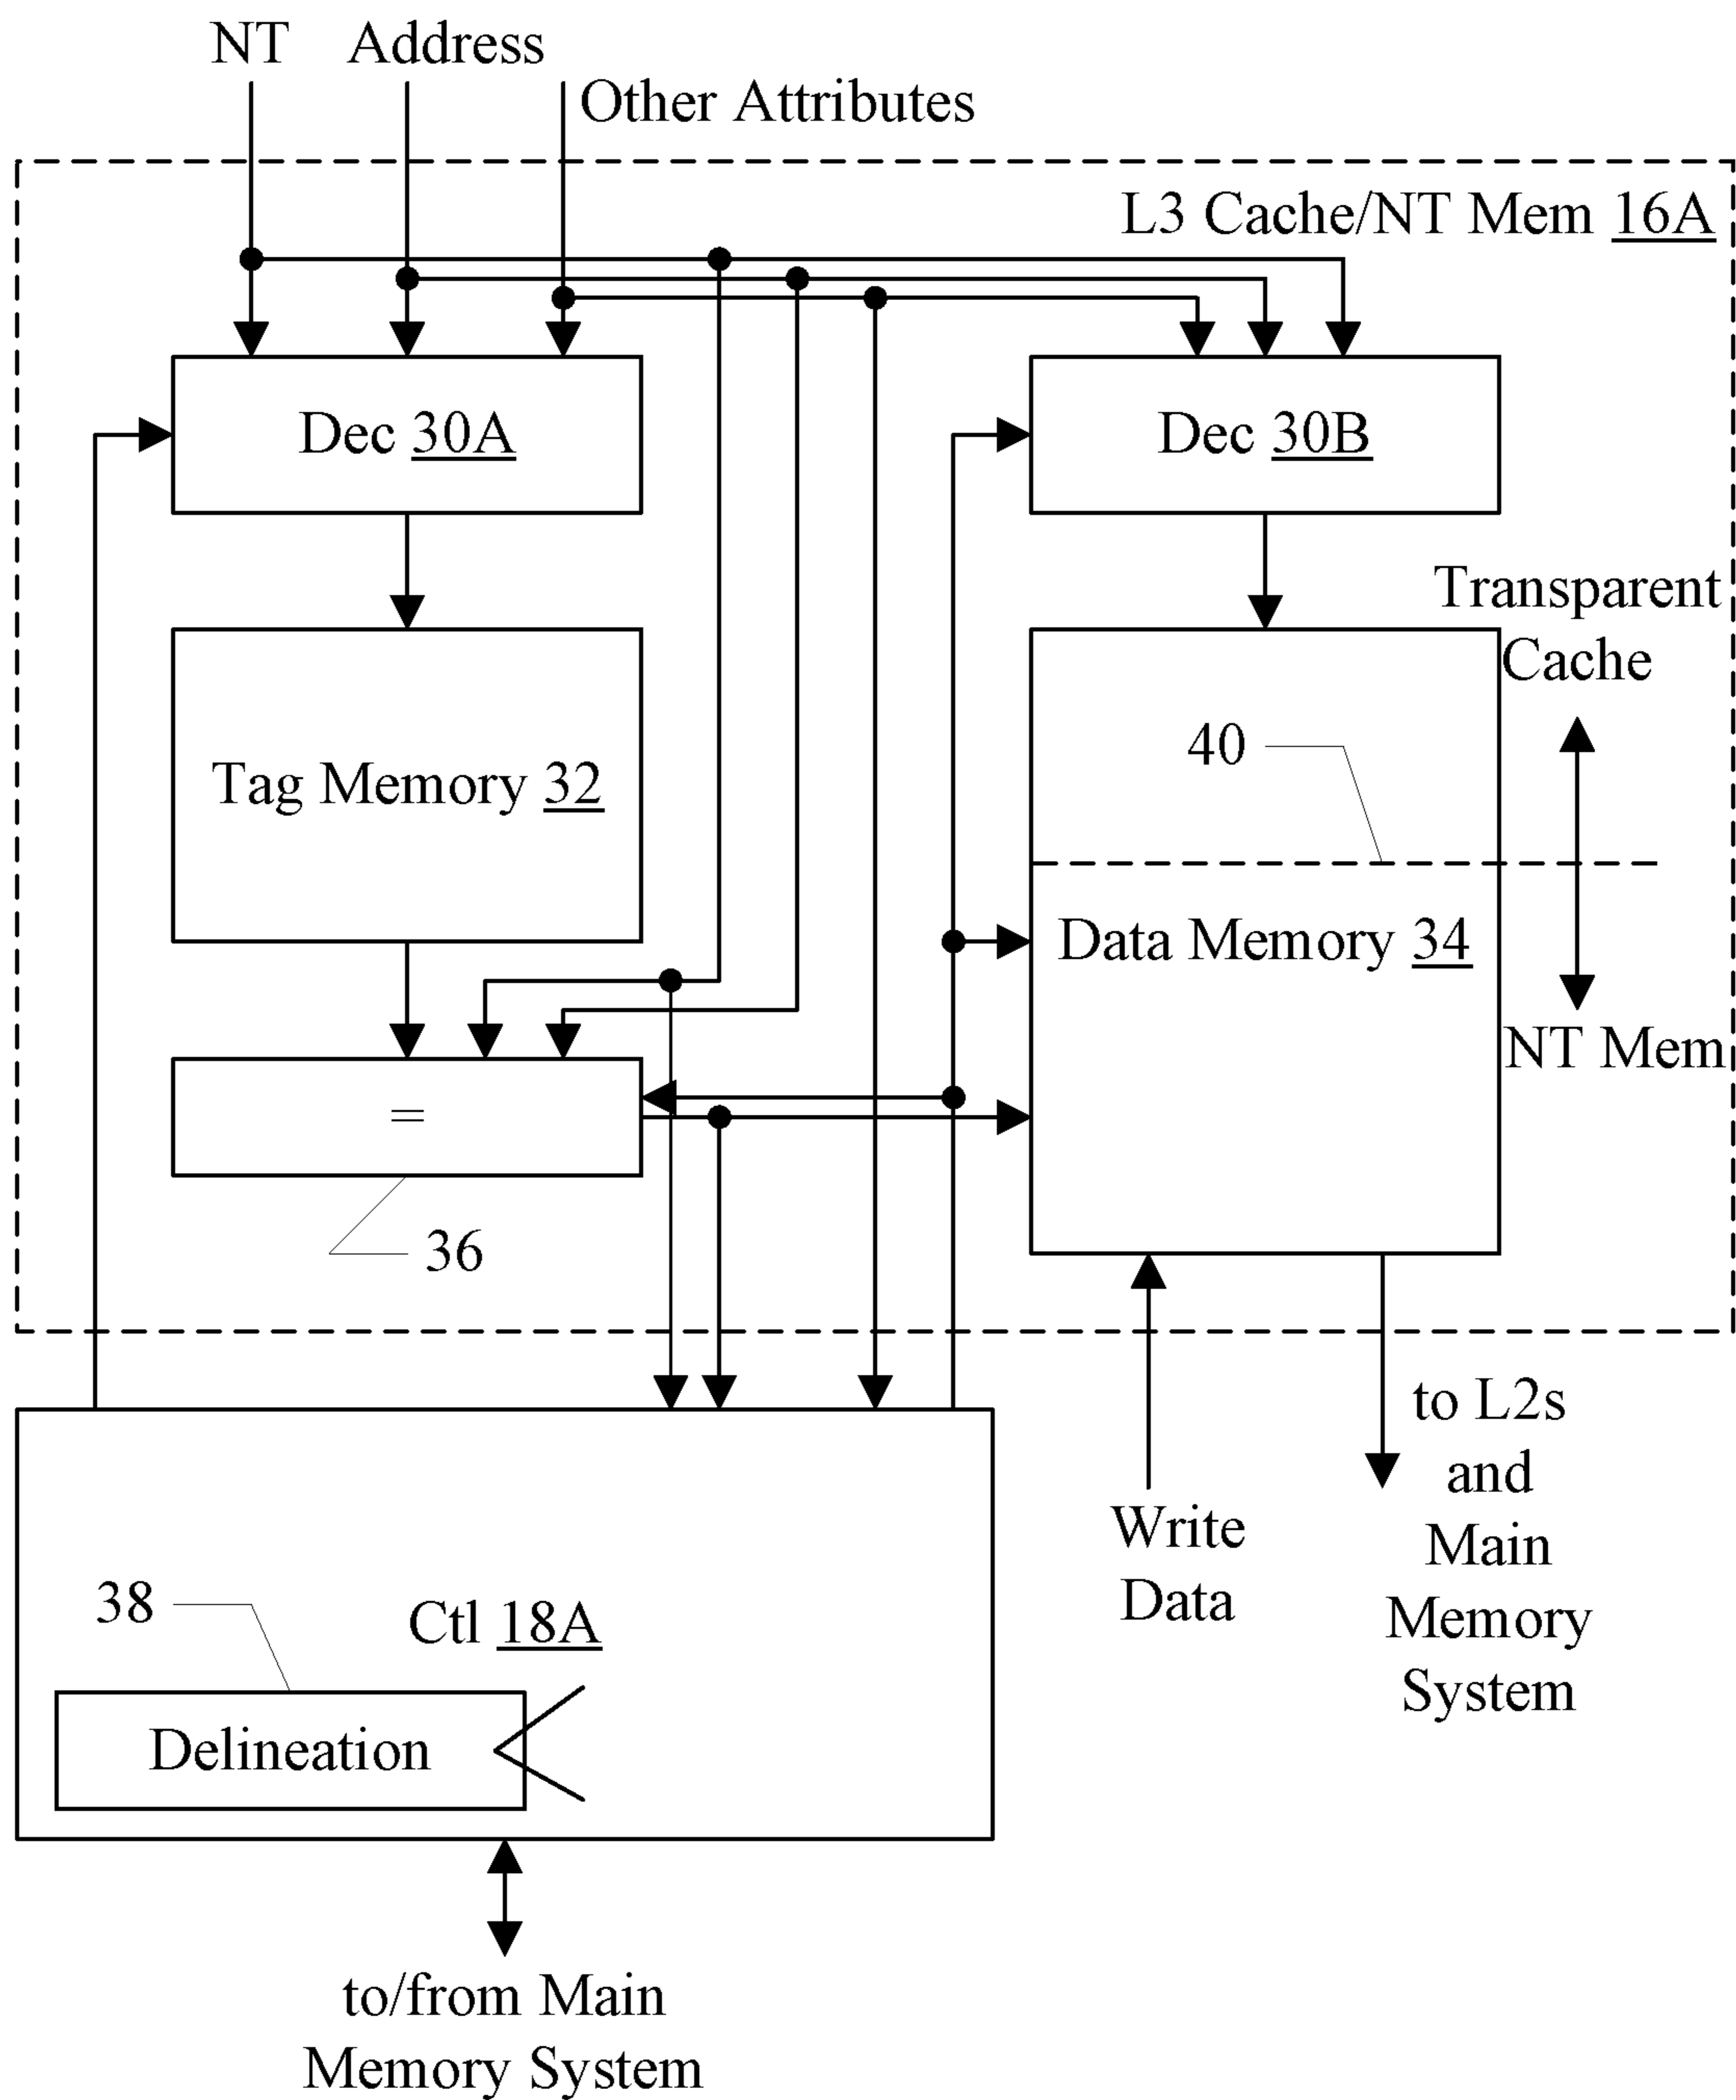 NT
Address
Other Attributes
L3 Cache/NT Mem 16A
Dec 30A
Dec 30B
Transparent
Cache
40
Tag Memory 32
Data Memory 34
NT Mem
=
36
to L2s
and
Main
Memory
System
Write
Data
38
Ctl 18A
Delineation
to/from Main
Memory System